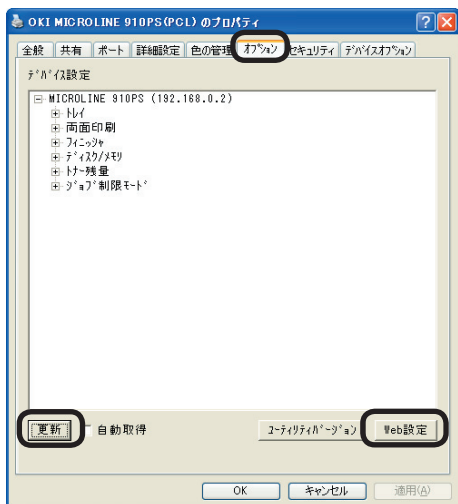 OKI MICROLINE 910PS(PCL) のプロパティ
全般 共有 ポート 詳細設定 色の管理 ｵﾌﾟｼｮﾝ セキュリティ ﾃﾞﾊﾞｲｽｵﾌﾟｼｮﾝ
ﾃﾞﾊﾞｲｽ設定
MICROLINE 910PS (192.168.0.2)
ﾄﾚｲ
両面印刷
ﾌｨﾆｯｼｬ
ﾃﾞｨｽｸ/ﾒﾓﾘ
ﾄﾅｰ残量
ｼﾞｮﾌﾞ制限ﾓｰﾄﾞ
更新 自動取得 ﾕｰﾃｨﾘﾃｨﾊﾞｰｼﾞｮﾝ Web設定
OK キャンセル 適用(A)